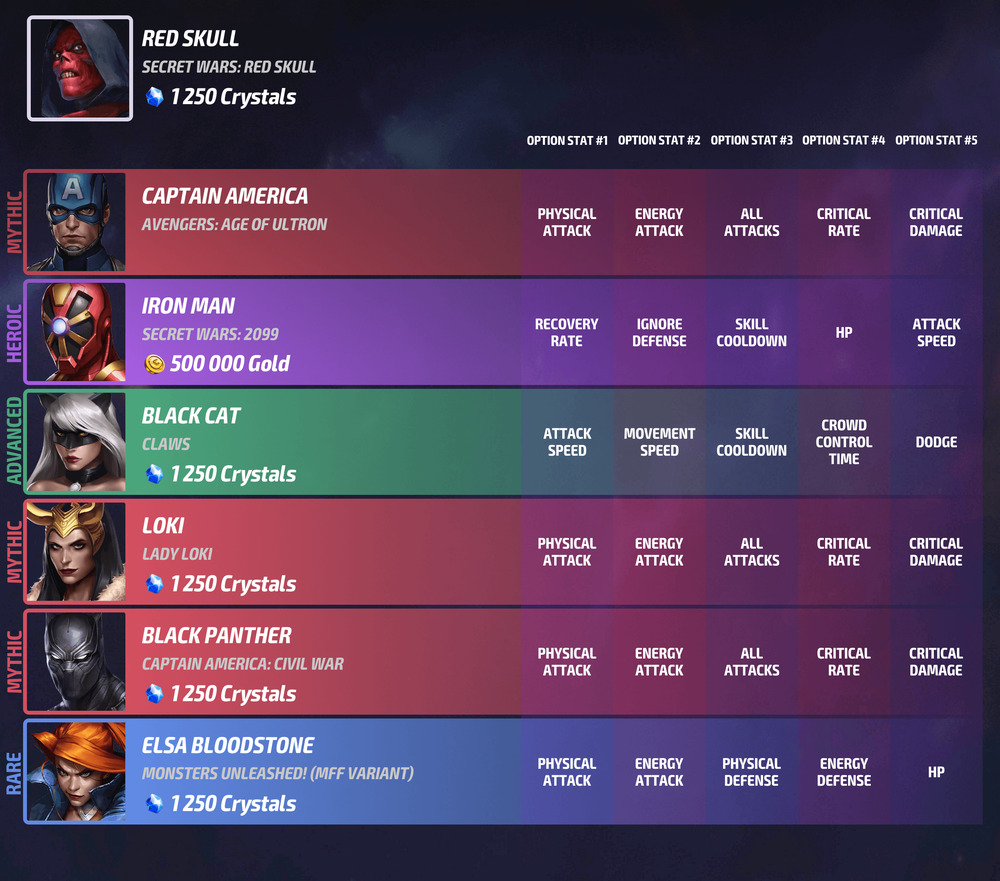 RED SKULL
SECRET WARS: RED SKULL
1 250 Crystals
OPTION STAT #1 OPTION STAT #2 OPTION STAT #3 OPTION STAT #4 OPTION STAT #5
MYTHIC
A
CAPTAIN AMERICA
AVENGERS: AGE OF ULTRON
PHYSICAL
ATTACK
ENERGY
ATTACK
ALL
ATTACKS
CRITICAL
RATE
CRITICAL
DAMAGE
HEROIC
IRON MAN
SECRET WARS: 2099
500 000 Gold
RECOVERY
RATE
IGNORE
DEFENSE
SKILL
COOLDOWN
HP
ATTACK
SPEED
ADVANCED
BLACK CAT
CLAWS
1 250 Crystals
ATTACK
SPEED
MOVEMENT
SPEED
SKILL
COOLDOWN
CROWD
CONTROL
TIME
DODGE
MYTHIC
LOKI
LADY LOKI
1 250 Crystals
PHYSICAL
ATTACK
ENERGY
ATTACK
ALL
ATTACKS
CRITICAL
RATE
CRITICAL
DAMAGE
MYTHIC
BLACK PANTHER
CAPTAIN AMERICA: CIVIL WAR
1 250 Crystals
PHYSICAL
ATTACK
ENERGY
ATTACK
ALL
ATTACKS
CRITICAL
RATE
CRITICAL
DAMAGE
RARE
ELSA BLOODSTONE
MONSTERS UNLEASHED! (MFF VARIANT)
1 250 Crystals
PHYSICAL
ATTACK
ENERGY
ATTACK
PHYSICAL
DEFENSE
ENERGY
DEFENSE
HP